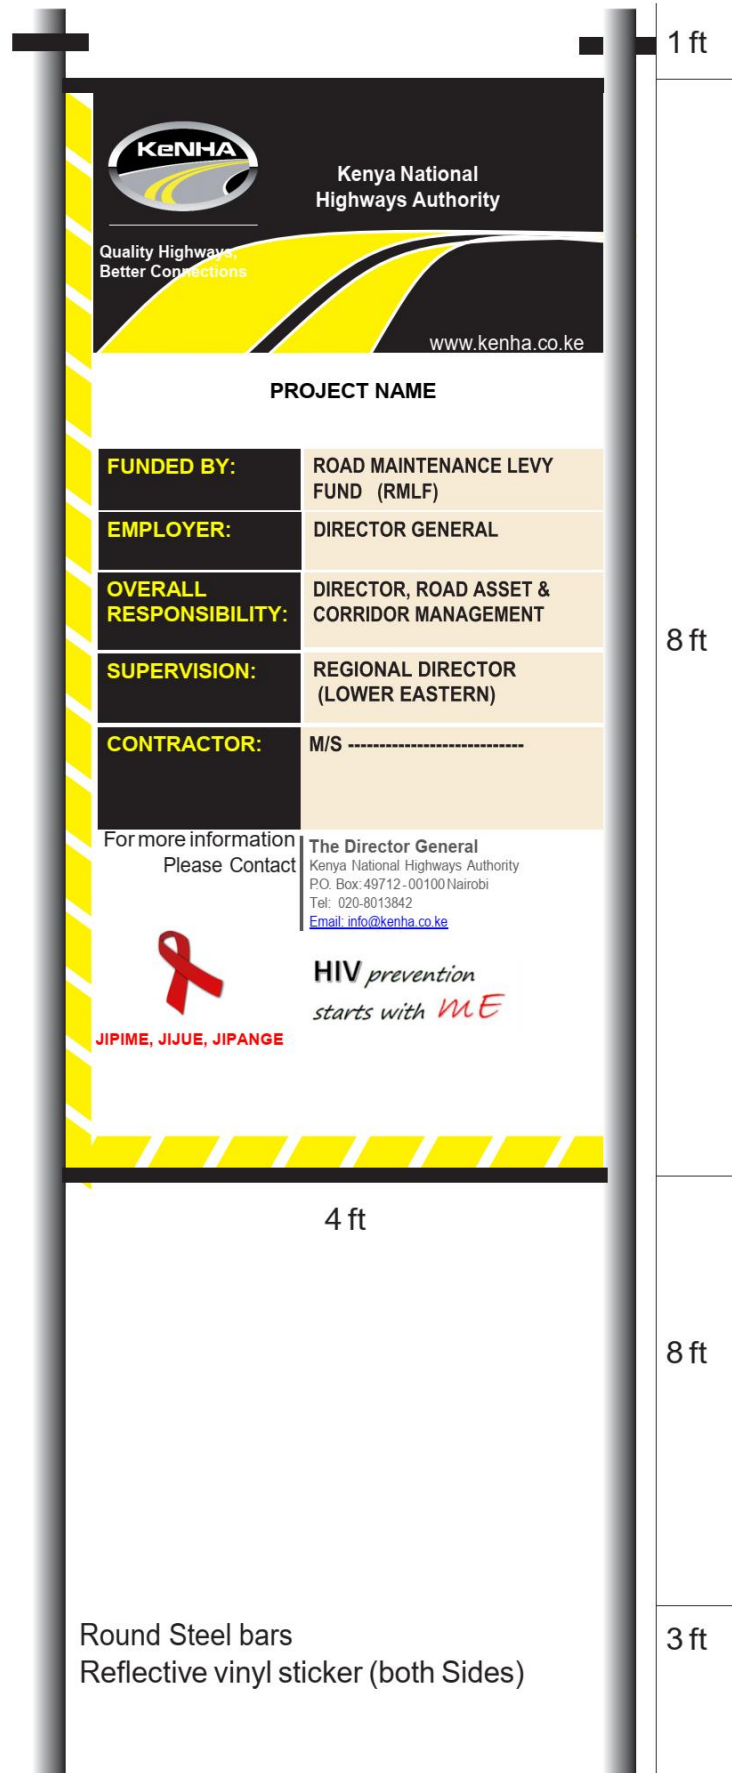 1 ft
KeNHA
Kenya National
Highways Authority
Quality Highways,
Better Connections
www.kenha.co.ke
PROJECT NAME
FUNDED BY:
ROAD MAINTENANCE LEVY
FUND (RMLF)
EMPLOYER:
DIRECTOR GENERAL
OVERALL
RESPONSIBILITY:
DIRECTOR, ROAD ASSET &
CORRIDOR MANAGEMENT
8 ft
SUPERVISION:
REGIONAL DIRECTOR
(LOWER EASTERN)
CONTRACTOR:
M/S ----------------------------
For more information
Please Contact
The Director General
Kenya National Highways Authority
P.O. Box: 49712 - 00100 Nairobi
Tel: 020-8013842
Email: info@kenha.co.ke
HIV prevention
starts with ME
JIPIME, JIJUE, JIPANGE
4 ft
8 ft
Round Steel bars
Reflective vinyl sticker (both Sides)
3 ft